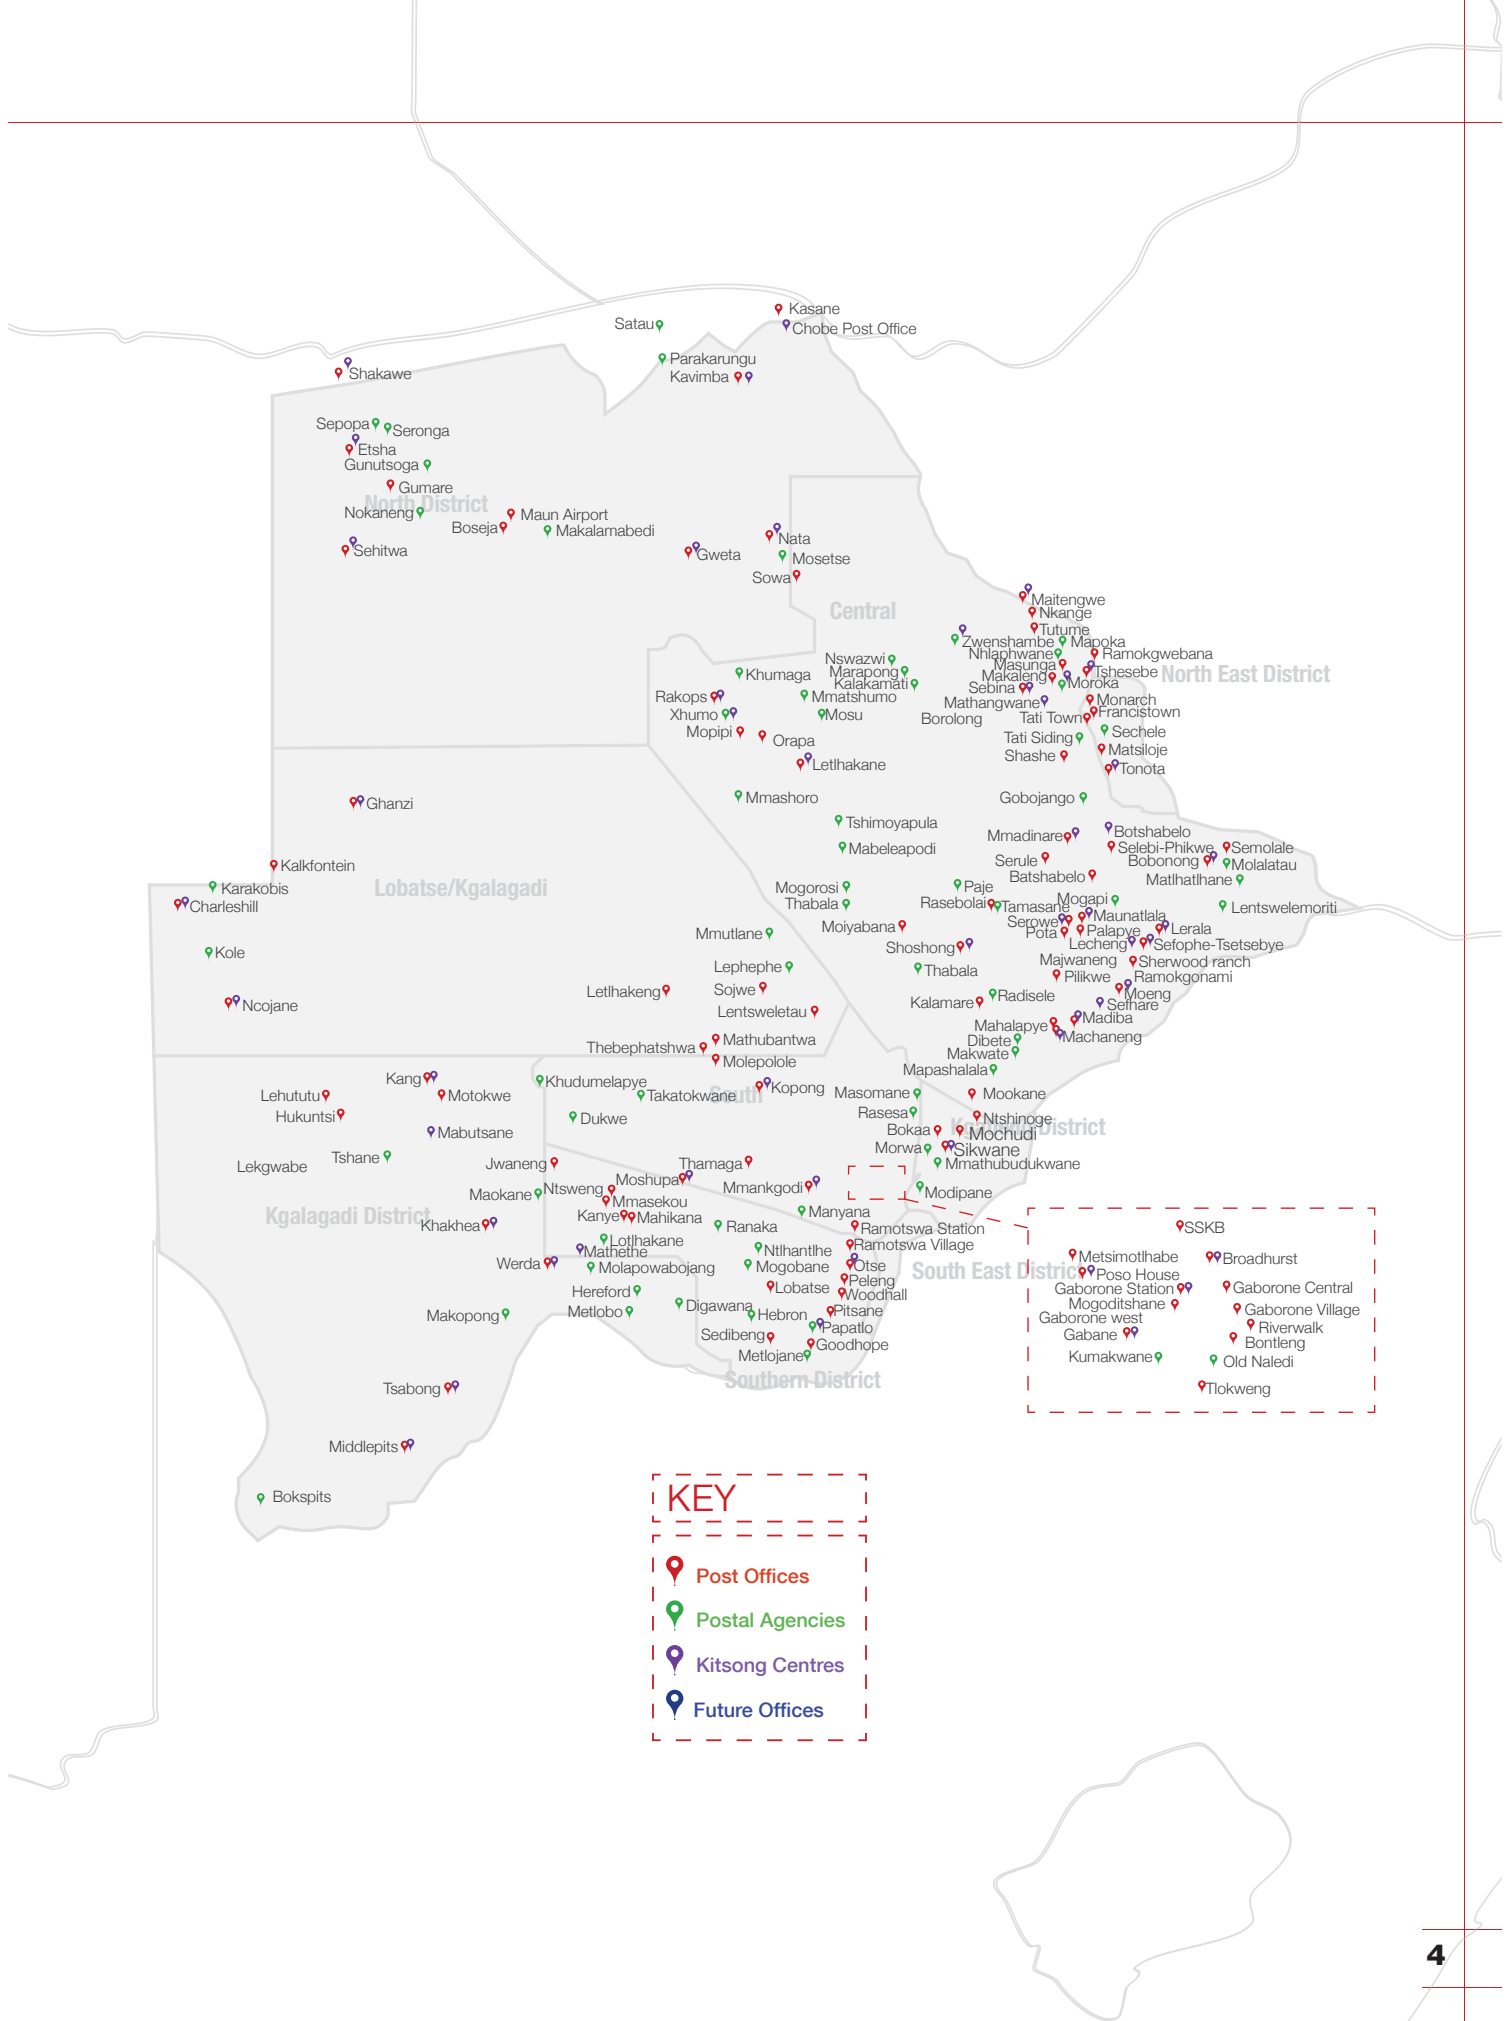 Kasane
Satau
Chobe Post Office
Parakarungu
Shakawe
Kavimba
Sepopa
Seronga
Etsha
Gunutsoga
Gumare
North District
Nokaneng
Maun Airport
Boseja
Makalamabedi
Sehitwa
Nata
Gweta
Mosetse
Sowa
Central
Maitengwe
Nkange
Tutume
Zwenshambe
Mapoka
Nhlaphwane
Ramokgwebana
Nswazwi
Masunga
Marapong
Tshesebe
North East District
Khumaga
Makaleng
Kalakamati
Moroka
Sebina
Rakops
Mmatshumo
Mathangwane
Monarch
Xhumo
Mosu
Borolong
Tati Town
Francistown
Mopipi
Orapa
Tati Siding
Sechele
Matsiloje
Shashe
Letlhakane
Tonota
Ghanzi
Mmashoro
Gobojango
Tshimoyapula
Mmadinare
Botshabelo
Mabeleapodi
Selebi-Phikwe
Semolale
Serule
Bobonong
Kalkfontein
Molalatau
Batshabelo
Matlhatlhane
Karakobis
Lobatse/Kgalagadi
Mogorosi
Paje
Charleshill
Thabala
Rasebolai
Tamasane
Mogapi
Lentswelemoriti
Serowe
Maunatlala
Moiyabana
Pota
Palapye
Lerala
Mmutlane
Shoshong
Lecheng
Sefophe-Tsetsebye
Kole
Majwaneng
Sherwood ranch
Lephephe
Thabala
Pilikwe
Ramokgonami
Letlhakeng
Sojwe
Radisele
Moeng
Ncojane
Kalamare
Sefhare
Lentsweletau
Madiba
Mahalapye
Machaneng
Mathubantwa
Dibete
Thebephatshwa
Makwate
Molepolole
Mapashalala
Kang
Khudumelapye
Kopong
Lehututu
Motokwe
Takatokwane
South
Masomane
Mookane
Hukuntsi
Dukwe
Rasesa
Ntshinoge
Mabutsane
Bokaa
Mochudi
Morwa
Sikwane
Tshane
Lekgwabe
Jwaneng
Thamaga
Mmathubudukwane
Moshupa
Maokane
Ntsweng
Mmankgodi
Modipane
Mmasekou
Kgalagadi District
Khakhea
Kanye
Mahikana
Ranaka
Manyana
Ramotswa Station
SSKB
Lotlhakane
Ntlhantlhe
Ramotswa Village
Mathethe
Metsimotlhabe
Broadhurst
Werda
Molapowabojang
Mogobane
Otse
South East District
Poso House
Peleng
Gaborone Station
Gaborone Central
Hereford
Lobatse
Woodhall
Mogoditshane
Metlobo
Digawana
Pitsane
Gaborone Village
Makopong
Hebron
Gaborone west
Papatlo
Riverwalk
Sedibeng
Gabane
Goodhope
Bontleng
Metlojane
Kumakwane
Old Naledi
Southern District
Tsabong
Tlokweng
Middlepits
Bokspits
KEY
Post Offices
Postal Agencies
Kitsong Centres
Future Offices
4